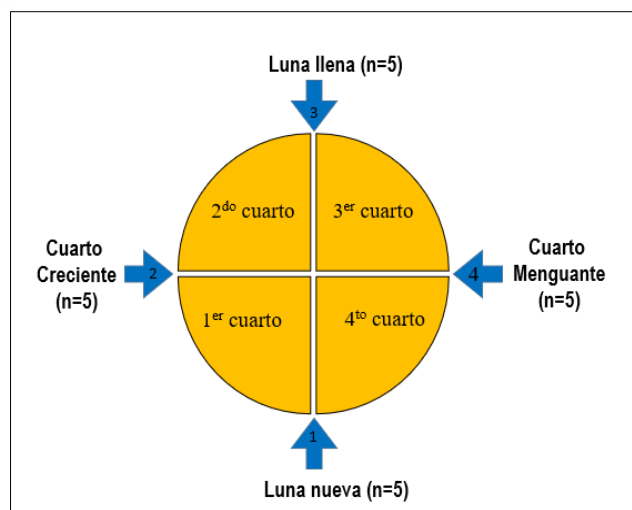 Luna llena (n=5)
3
2do cuarto
3er cuarto
Cuarto
Creciente
(n=5)
2
4
Cuarto
Menguante
(n=5)
1er cuarto
4to cuarto
1
Luna nueva (n=5)